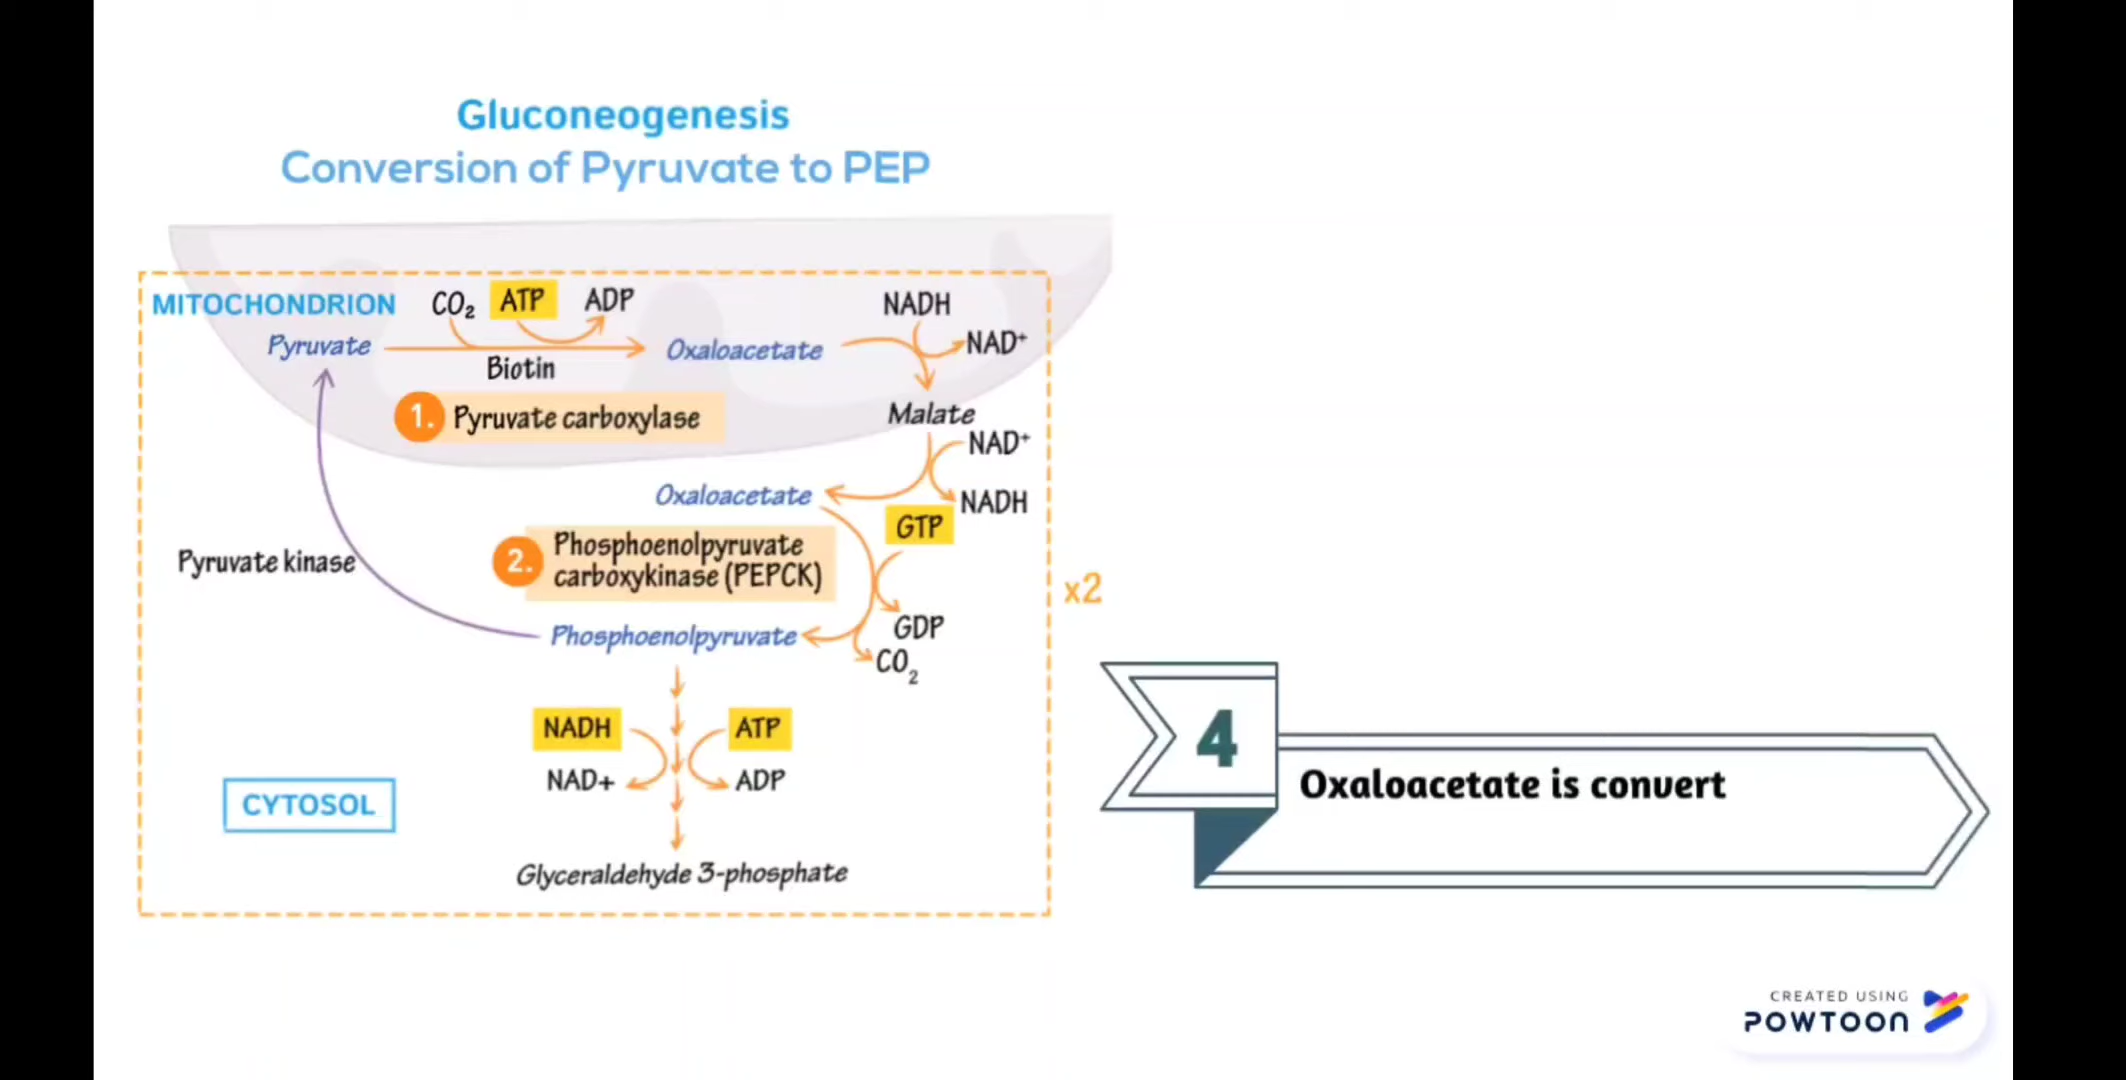 Gluconeogenesis
Conversion of Pyruvate to PEP
MITOCHONDRION
CO₂ ATP ADP
NADH
NAD⁺
Pyruvate
Biotin
Oxaloacetate
1. Pyruvate carboxylase
Malate
NAD⁺
NADH
Oxaloacetate
GTP
2. Phosphoenolpyruvate
carboxykinase (PEPCK)
Pyruvate kinase
x2
GDP
CO₂
Phosphoenolpyruvate
NADH ATP
NAD+ ADP
CYTOSOL
Glyceraldehyde 3-phosphate
4
Oxaloacetate is convert
CREATED USING
POWTOON